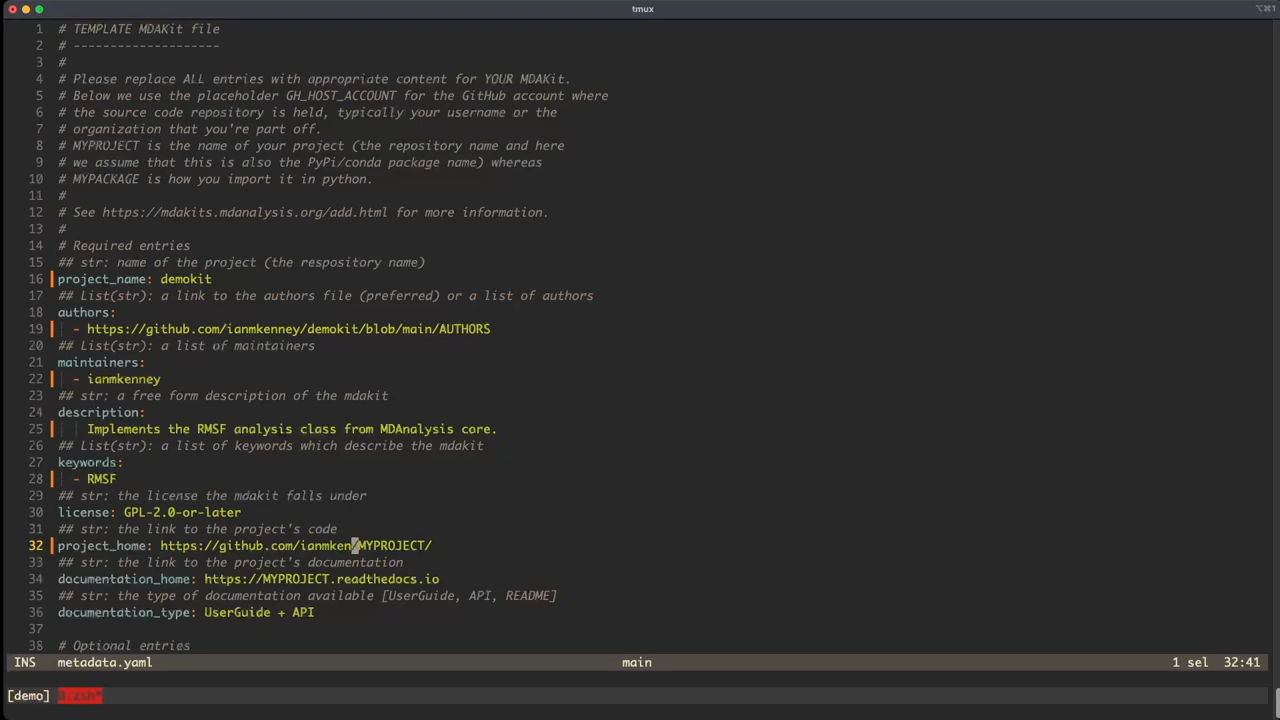 tmux
⌥⌘1
1 # TEMPLATE MDAKit file
2 # --------------------
3 #
4 # Please replace ALL entries with appropriate content for YOUR MDAKit.
5 # Below we use the placeholder GH_HOST_ACCOUNT for the GitHub account where
6 # the source code repository is held, typically your username or the
7 # organization that you're part off.
8 # MYPROJECT is the name of your project (the repository name and here
9 # we assume that this is also the PyPi/conda package name) whereas
10 # MYPACKAGE is how you import it in python.
11 #
12 # See https://mdakits.mdanalysis.org/add.html for more information.
13 #
14 # Required entries
15 ## str: name of the project (the respository name)
16 project_name: demokit
17 ## List(str): a link to the authors file (preferred) or a list of authors
18 authors:
19 - https://github.com/ianmkenney/demokit/blob/main/AUTHORS
20 ## List(str): a list of maintainers
21 maintainers:
22 - ianmkenney
23 ## str: a free form description of the mdakit
24 description:
25 Implements the RMSF analysis class from MDAnalysis core.
26 ## List(str): a list of keywords which describe the mdakit
27 keywords:
28 - RMSF
29 ## str: the license the mdakit falls under
30 license: GPL-2.0-or-later
31 ## str: the link to the project's code
32 project_home: https://github.com/ianmken/MYPROJECT/
33 ## str: the link to the project's documentation
34 documentation_home: https://MYPROJECT.readthedocs.io
35 ## str: the type of documentation available [UserGuide, API, README]
36 documentation_type: UserGuide + API
37
38 # Optional entries
INS metadata.yaml main 1 sel 32:41
[demo] 0:zsh*